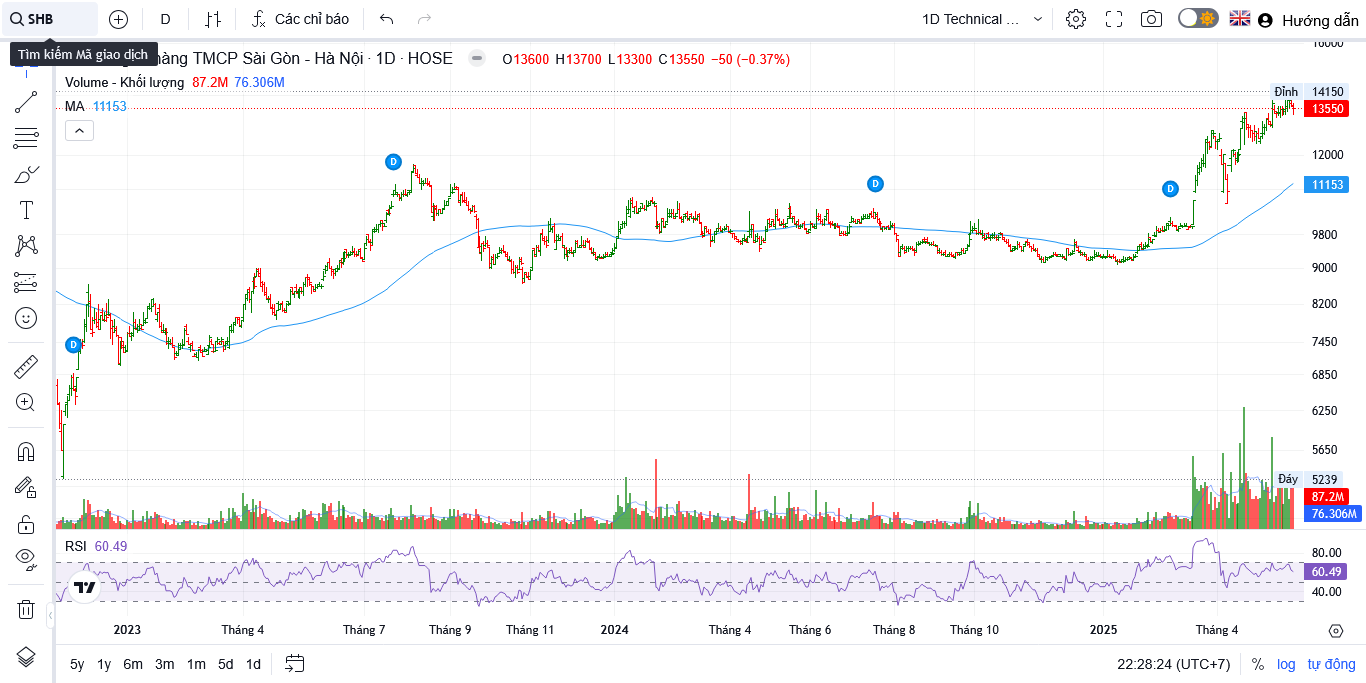 SHB
D
Các chỉ báo
1D Technical ...
Hướng dẫn
Tìm kiếm Mã giao dịch
hàng TMCP Sài Gòn - Hà Nội · 1D · HOSE
O13600 H13700 L13300 C13550 −50 (−0.37%)
Volume - Khối lượng 87.2M 76.306M
MA 11153
16000
Đỉnh 14150
13550
12000
11153
9800
9000
8200
7450
6850
6250
5650
Đáy 5239
87.2M
76.306M
D
D
D
D
RSI 60.49
80.00
60.49
40.00
2023 Tháng 4 Tháng 7 Tháng 9 Tháng 11 2024 Tháng 4 Tháng 6 Tháng 8 Tháng 10 2025 Tháng 4
5y 1y 6m 3m 1m 5d 1d
22:28:24 (UTC+7) % log tự động